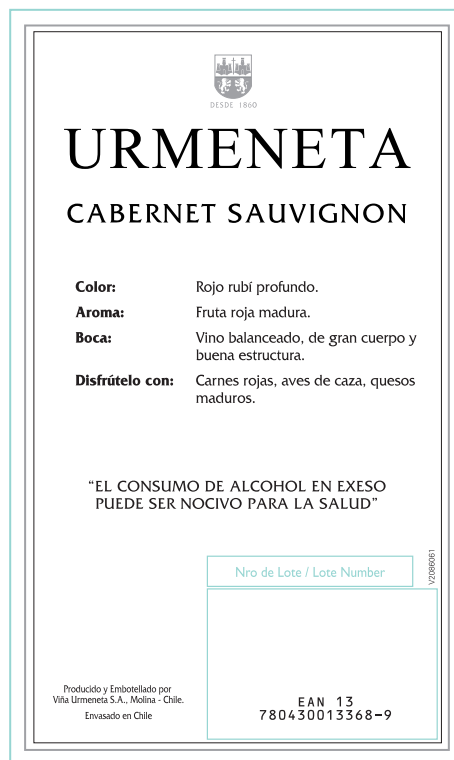 DESDE 1860
URMENETA
CABERNET SAUVIGNON
Color: Rojo rubí profundo.
Aroma: Fruta roja madura.
Boca: Vino balanceado, de gran cuerpo y
buena estructura.
Disfrútelo con: Carnes rojas, aves de caza, quesos
maduros.
“EL CONSUMO DE ALCOHOL EN EXESO
PUEDE SER NOCIVO PARA LA SALUD”
V2086061
Nro de Lote / Lote Number
Producido y Embotellado por
Viña Urmeneta S.A., Molina - Chile.
Envasado en Chile
EAN 13
780430013368-9